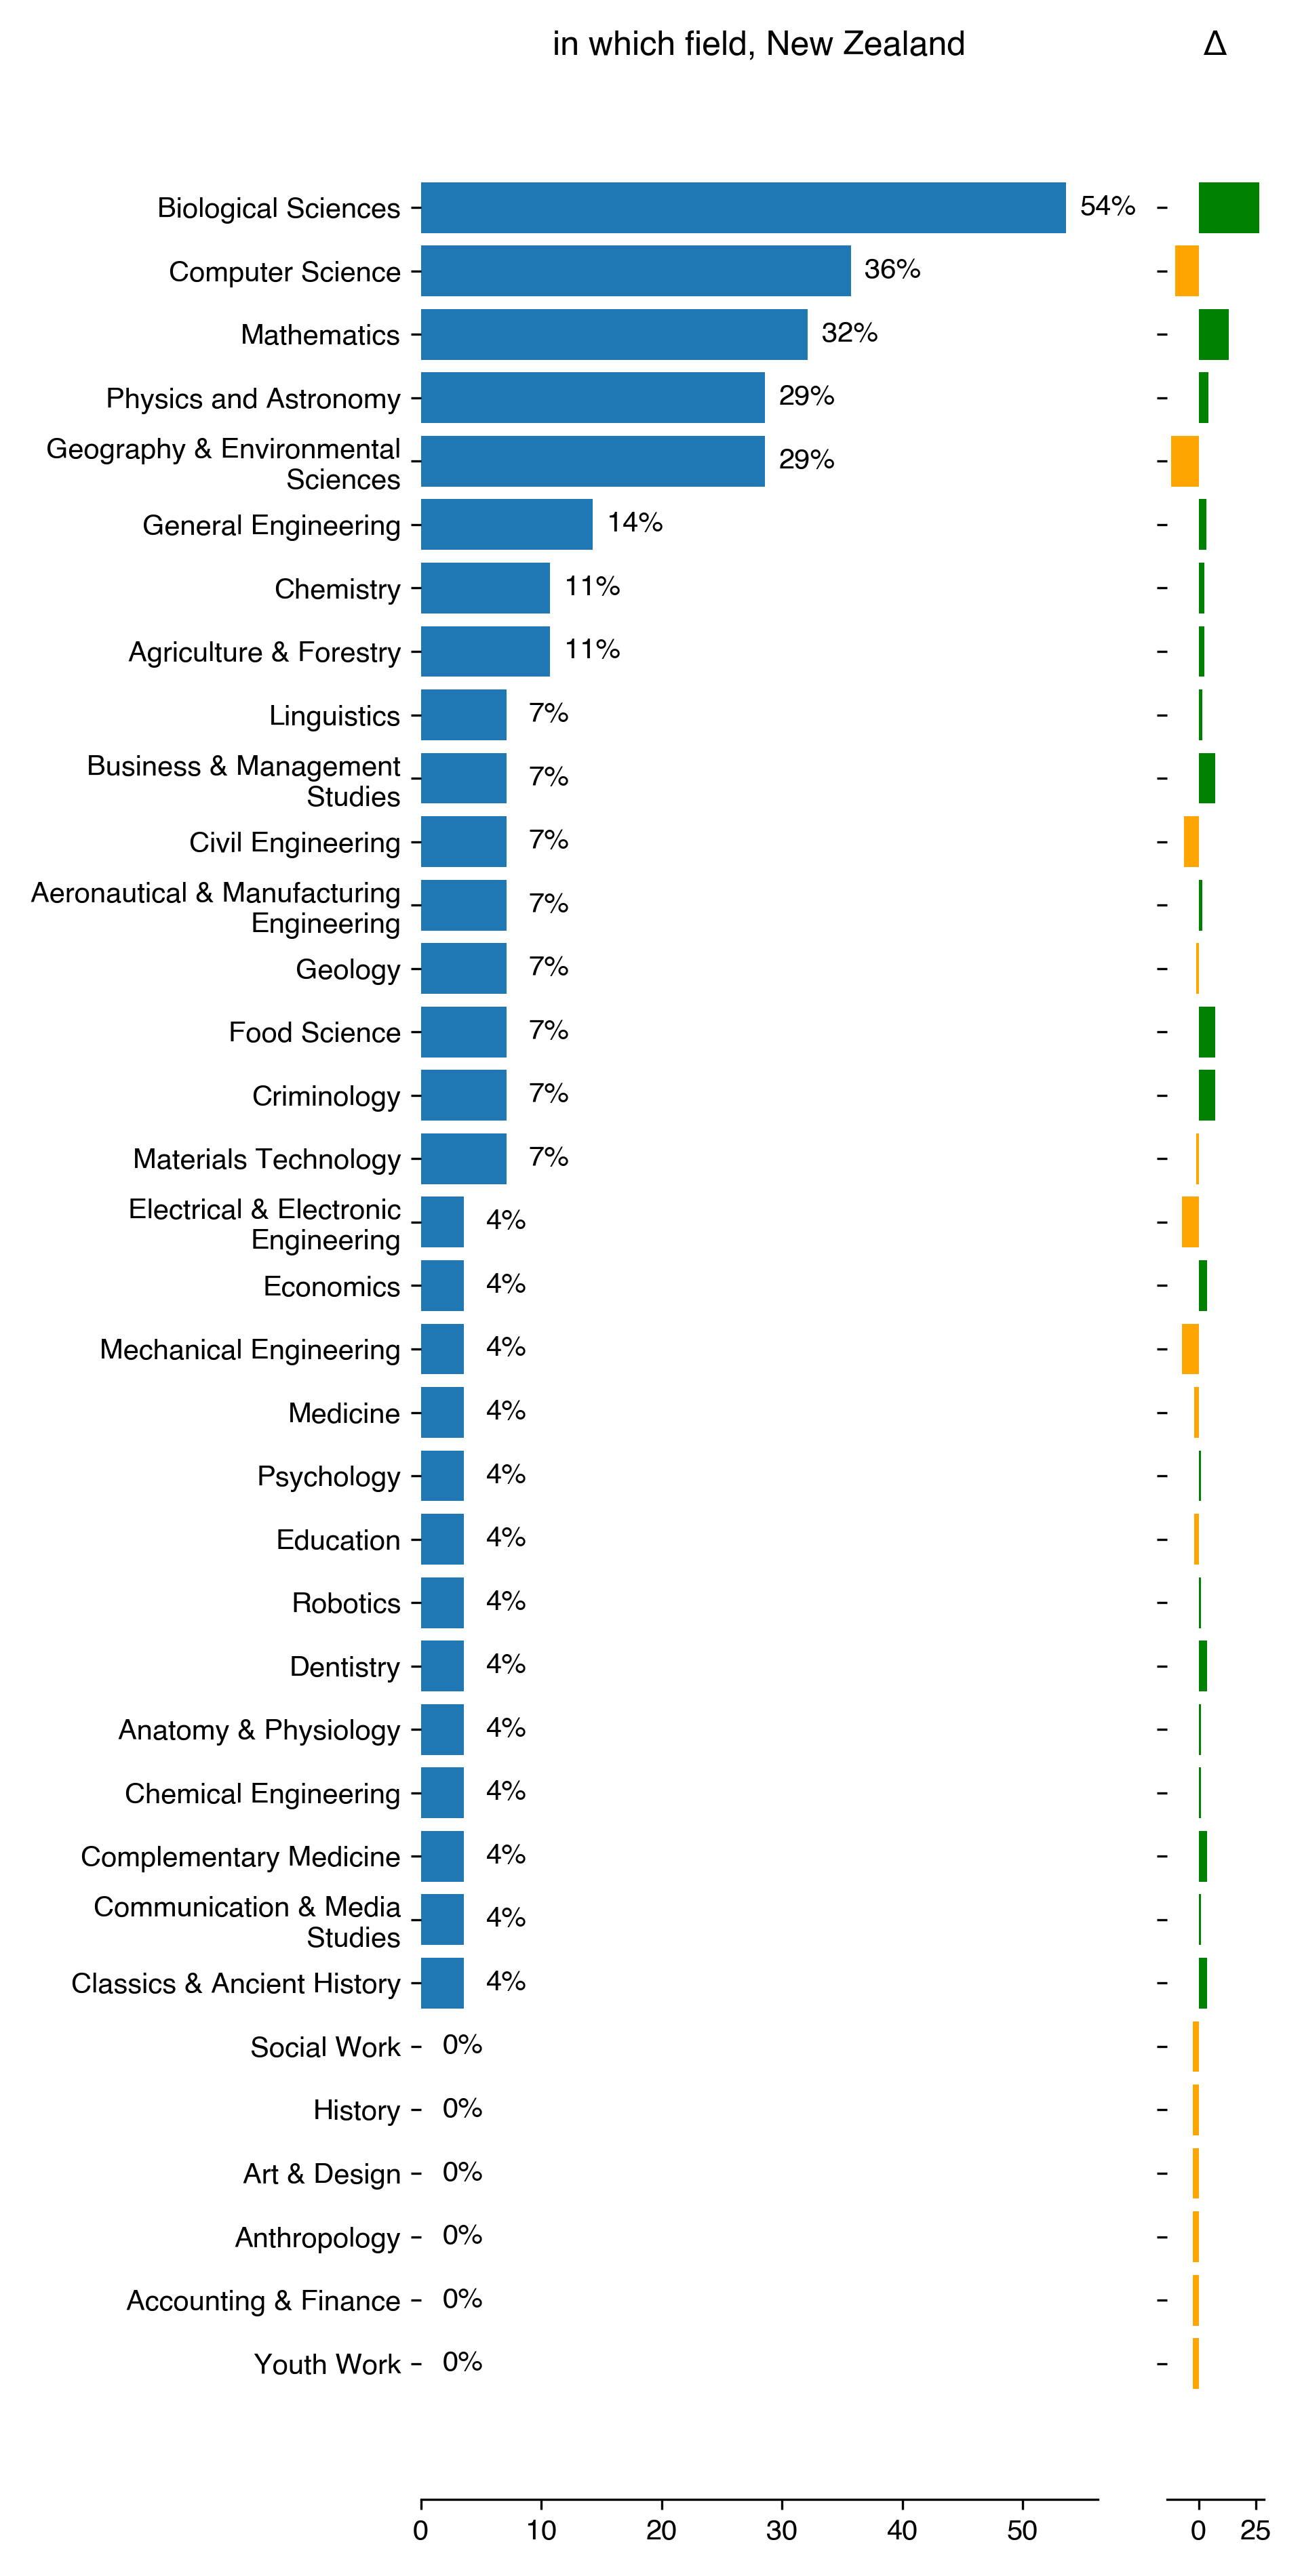 in which field, New Zealand Δ
Biological Sciences 54%
Computer Science 36%
Mathematics 32%
Physics and Astronomy 29%
Geography & Environmental
Sciences 29%
General Engineering 14%
Chemistry 11%
Agriculture & Forestry 11%
Linguistics 7%
Business & Management
Studies 7%
Civil Engineering 7%
Aeronautical & Manufacturing
Engineering 7%
Geology 7%
Food Science 7%
Criminology 7%
Materials Technology 7%
Electrical & Electronic
Engineering 4%
Economics 4%
Mechanical Engineering 4%
Medicine 4%
Psychology 4%
Education 4%
Robotics 4%
Dentistry 4%
Anatomy & Physiology 4%
Chemical Engineering 4%
Complementary Medicine 4%
Communication & Media
Studies 4%
Classics & Ancient History 4%
Social Work 0%
History 0%
Art & Design 0%
Anthropology 0%
Accounting & Finance 0%
Youth Work 0%
0 10 20 30 40 50 0 25